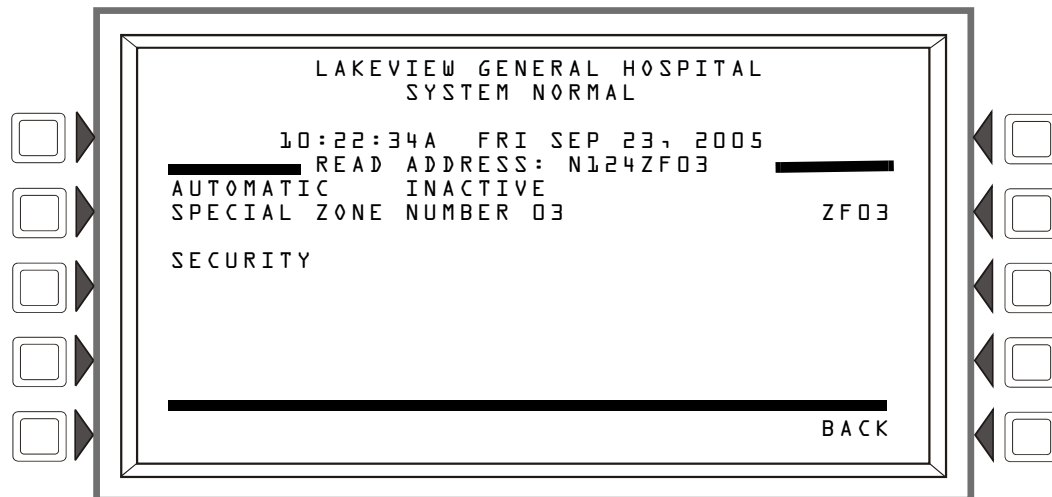 LAKEVIEW GENERAL HOSPITAL
SYSTEM NORMAL
10:22:34A FRI SEP 23, 2005
READ ADDRESS: N124ZF03
AUTOMATIC INACTIVE
SPECIAL ZONE NUMBER 03 ZF03
SECURITY
BACK